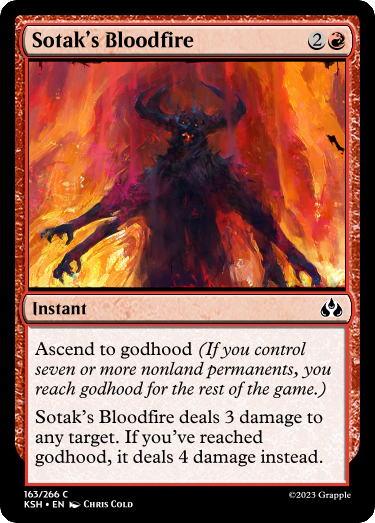 Sotak's Bloodfire 2
Instant
Ascend to godhood (If you control
seven or more nonland permanents, you
reach godhood for the rest of the game.)
Sotak's Bloodfire deals 3 damage to
any target. If you've reached
godhood, it deals 4 damage instead.
163/266 C
KSH • EN Chris Cold
©2023 Grapple